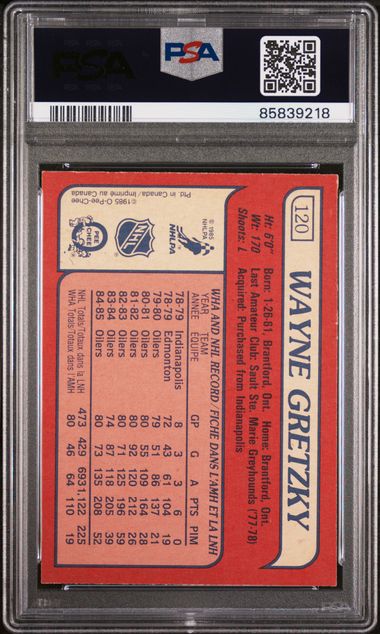 PSA
PSA
85839218
120
WAYNE GRETZKY
Ht: 6'0" Born: 1-26-61, Brantford, Ont. Home: Brantford, Ont.
Wt: 170 Last Amateur Club: Sault Ste. Marie Greyhounds ('77-78)
Shoots: L Acquired: Purchased from Indianapolis
WHA AND NHL RECORD/FICHE DANS L'AMH ET LA LNH
YEAR TEAM
ANNÉE ÉQUIPE GP G A PTS PIM
78-79 Indianapolis 8 3 3 6 0
78-79 Edmonton 72 43 61 104 19
79-80 Oilers 79 51 86 137 21
80-81 Oilers 80 55 109 164 28
81-82 Oilers 80 92 120 212 26
82-83 Oilers 80 71 125 196 59
83-84 Oilers 74 87 118 205 39
84-85 Oilers 80 73 135 208 52
NHL Totals/Totaux dans la LNH 473 429 693 1,122 225
WHA Totals/Totaux dans l'AMH 80 46 64 110 19
© 1985
NHLPA
NHLPA
NHL
O PEE CHEE
© 1985 O-Pee-Chee
Ptd. in Canada/Imprimé au Canada